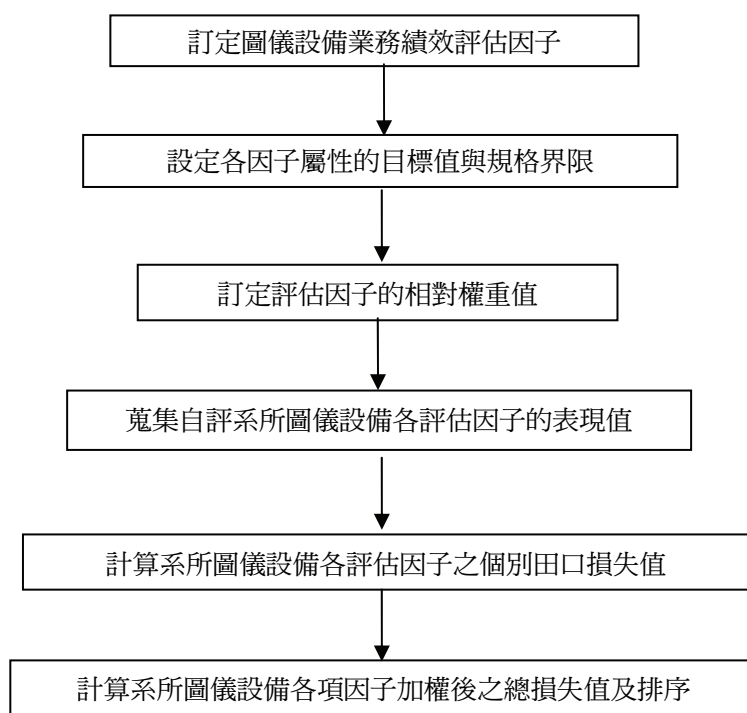 訂定圖儀設備業務績效評估因子
設定各因子屬性的目標值與規格界限
訂定評估因子的相對權重值
蒐集自評系所圖儀設備各評估因子的表現值
計算系所圖儀設備各評估因子之個別田口損失值
計算系所圖儀設備各項因子加權後之總損失值及排序